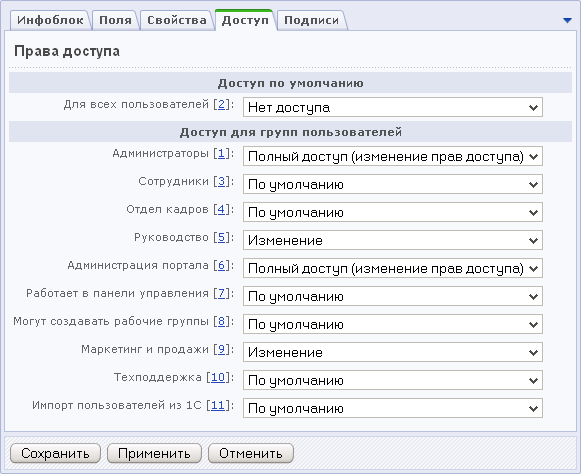 Инфоблок Поля Свойства Доступ Подписи
Права доступа
Доступ по умолчанию
Для всех пользователей [2]: Нет доступа
Доступ для групп пользователей
Администраторы [1]: Полный доступ (изменение прав доступа)
Сотрудники [3]: По умолчанию
Отдел кадров [4]: По умолчанию
Руководство [5]: Изменение
Администрация портала [6]: Полный доступ (изменение прав доступа)
Работает в панели управления [7]: По умолчанию
Могут создавать рабочие группы [8]: По умолчанию
Маркетинг и продажи [9]: Изменение
Техподдержка [10]: По умолчанию
Импорт пользователей из 1С [11]: По умолчанию
Сохранить Применить Отменить